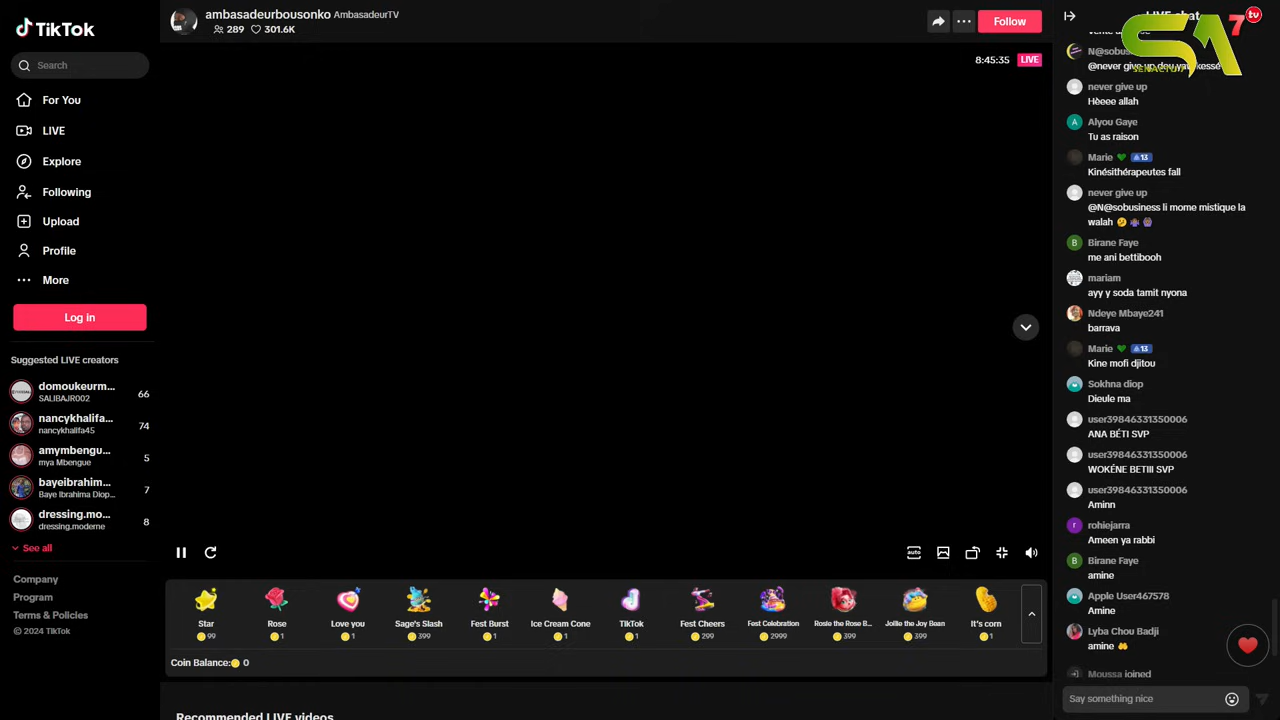 TikTok
Search
For You
LIVE
Explore
Following
Upload
Profile
More
Log in
Suggested LIVE creators
domoukeurm...
SALIBAJR002
66
nancykhalifa...
nancykhalifa45
74
amymbengu...
mya Mbengue
5
bayeibrahim...
Baye Ibrahima Diop...
7
dressing.mo...
dressing.moderne
8
See all
Company
Program
Terms & Policies
© 2024 TikTok
ambasadeurbousonko AmbasadeurTV
289 301.6K
Follow
8:45:35 LIVE
auto
Star
99
Rose
1
Love you
1
Sage's Slash
399
Fest Burst
1
Ice Cream Cone
1
TikTok
1
Fest Cheers
299
Fest Celebration
2999
Rosie the Rose B...
399
Jollie the Joy Bean
399
It's corn
1
Coin Balance: 0
Recommended LIVE videos
LIVE chat
SA7 tv
never give up
Hèeee allah
A Alyou Gaye
Tu as raison
Marie 13
Kinésithérapeutes fall
never give up
@N@sobusiness li mome mistique la
walah
B Birane Faye
me ani bettibooh
mariam
ayy y soda tamit nyona
Ndeye Mbaye241
barrava
Marie 13
Kine mofi djitou
Sokhna diop
Dieule ma
user39846331350006
ANA BÉTI SVP
user39846331350006
WOKÉNE BETIII SVP
user39846331350006
Aminn
r rohiejarra
Ameen ya rabbi
B Birane Faye
amine
Apple User467578
Amine
Lyba Chou Badji
amine
Moussa joined
Say something nice